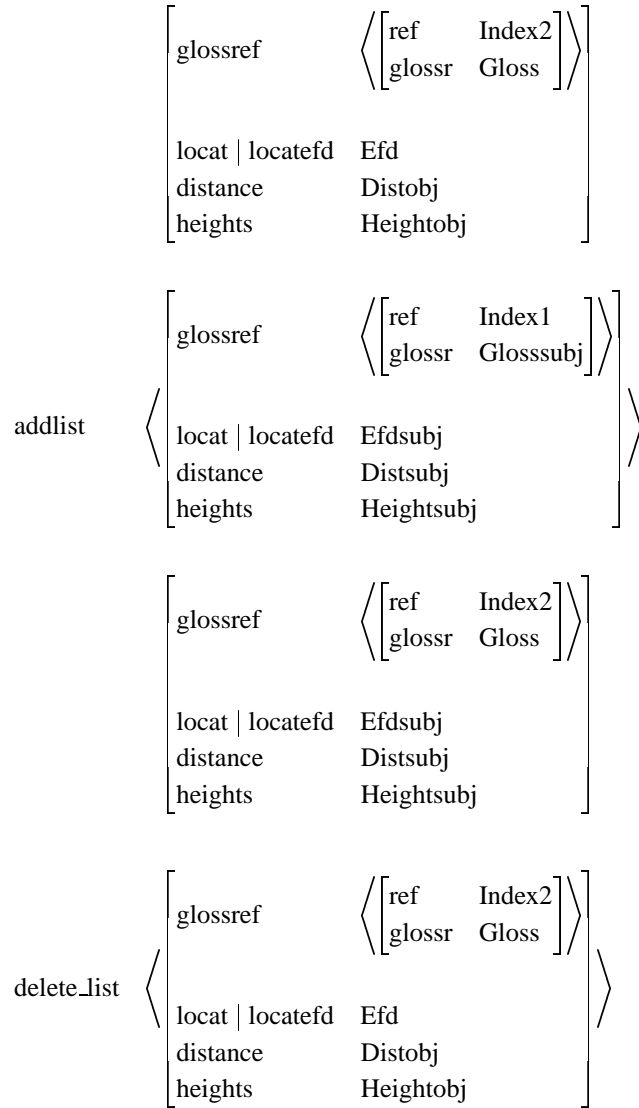 ref Index2
glossref
glossr Gloss
locat | locatefd Efd
distance Distobj
heights Heightobj
ref Index1
glossref
glossr Glosssubj
addlist
locat | locatefd Efdsubj
distance Distsubj
heights Heightsubj
ref Index2
glossref
glossr Gloss
locat | locatefd Efdsubj
distance Distsubj
heights Heightsubj
ref Index2
glossref
glossr Gloss
delete_list
locat | locatefd Efd
distance Distobj
heights Heightobj